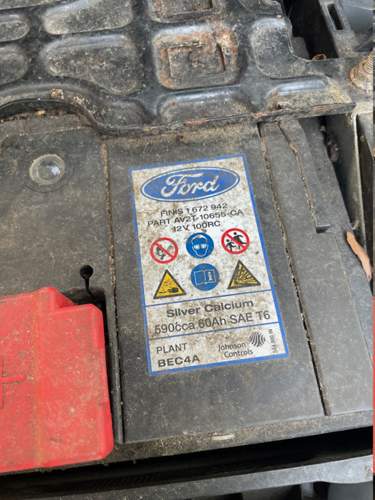 Ford
FINIS 1 672 942
PART AV2T-10655-CA
12V 100RC
Silver Calcium
590cca 60Ah SAE T6
PLANT
BEC4A
Johnson
Controls